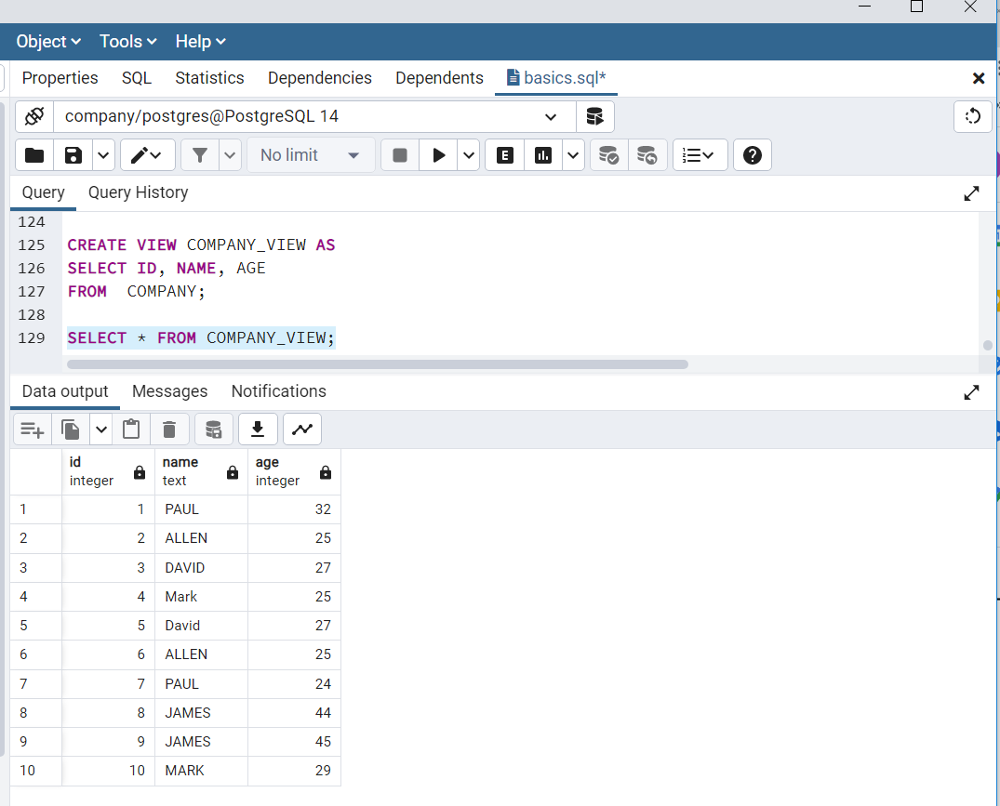 Object Tools Help
Properties SQL Statistics Dependencies Dependents basics.sql*
company/postgres@PostgreSQL 14
No limit E
Query Query History
124
125 CREATE VIEW COMPANY_VIEW AS
126 SELECT ID, NAME, AGE
127 FROM  COMPANY;
128
129 SELECT * FROM COMPANY_VIEW;
Data output Messages Notifications
id name age
integer text integer
1 1 PAUL 32
2 2 ALLEN 25
3 3 DAVID 27
4 4 Mark 25
5 5 David 27
6 6 ALLEN 25
7 7 PAUL 24
8 8 JAMES 44
9 9 JAMES 45
10 10 MARK 29